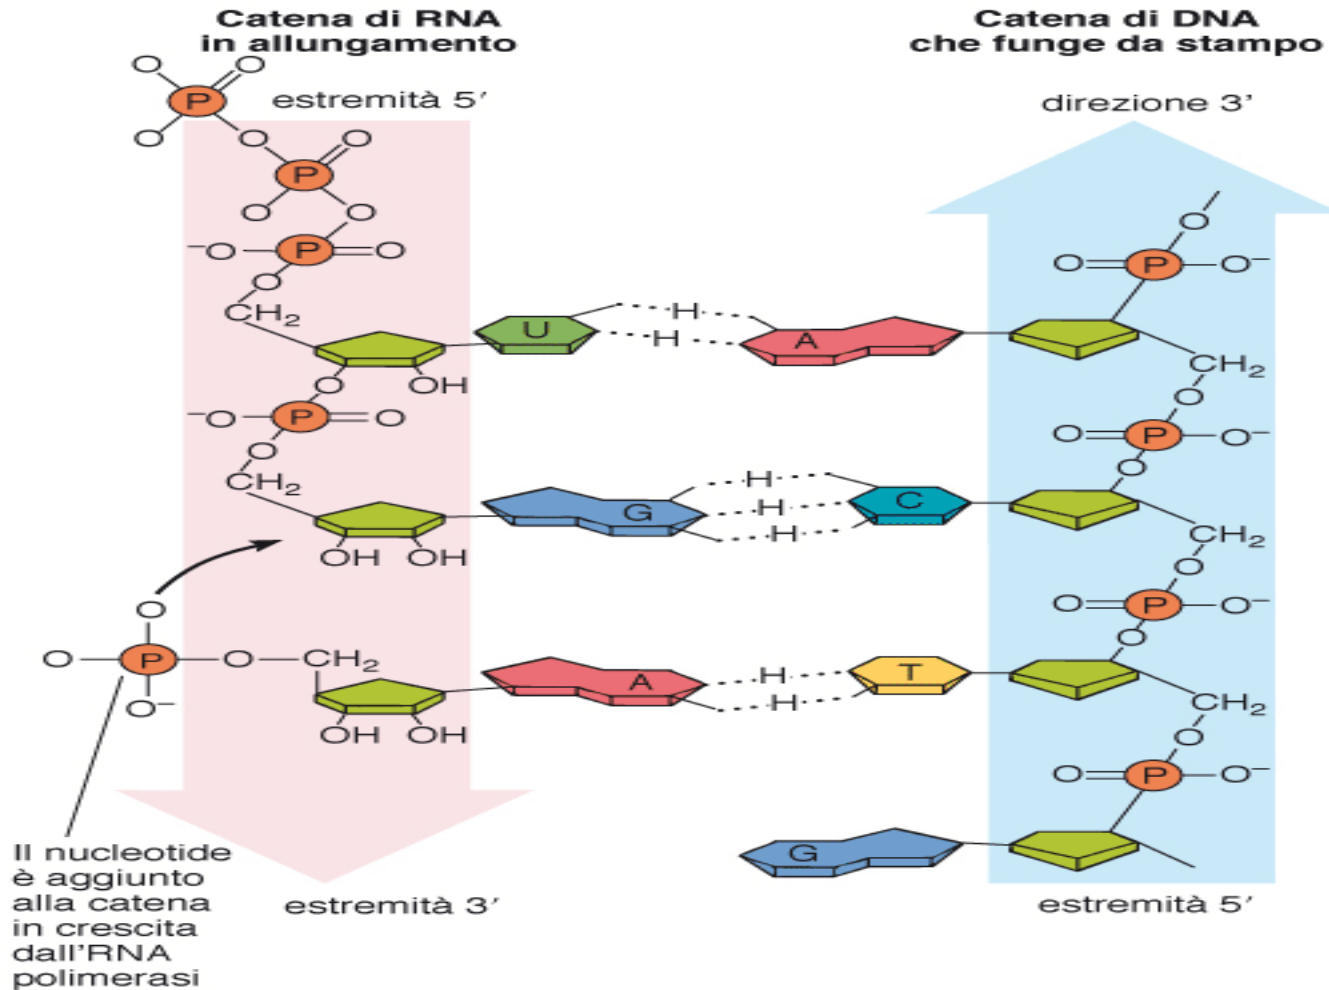 Catena di RNA
in allungamento
Catena di DNA
che funge da stampo
estremità 5′
direzione 3’
O
O
P
O
O
O
P
O
O
⁻O
P
O
O
CH₂
U
H
H
A
O
OH
⁻O
P
O
O
CH₂
G
H
H
H
C
OH
OH
O
O
P
O
CH₂
O⁻
A
H
H
T
OH
OH
O
O
P
O⁻
CH₂
O
O
P
O⁻
O
CH₂
O
O
P
O⁻
O
CH₂
O
O
P
O⁻
G
Il nucleotide
è aggiunto
alla catena
in crescita
dall’RNA
polimerasi
estremità 3′
estremità 5′